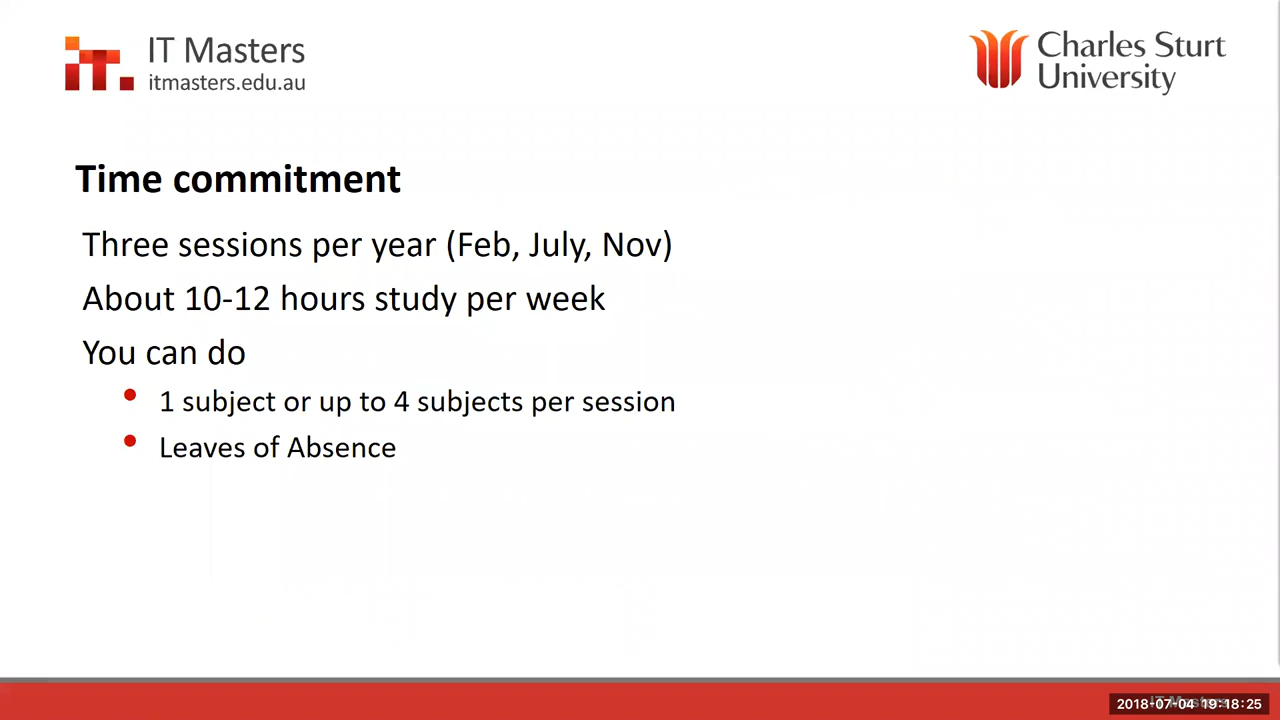 IT Masters
itmasters.edu.au
Charles Sturt
University
Time commitment
Three sessions per year (Feb, July, Nov)
About 10-12 hours study per week
You can do
1 subject or up to 4 subjects per session
Leaves of Absence
IT Masters
2018-07-04 19:18:25